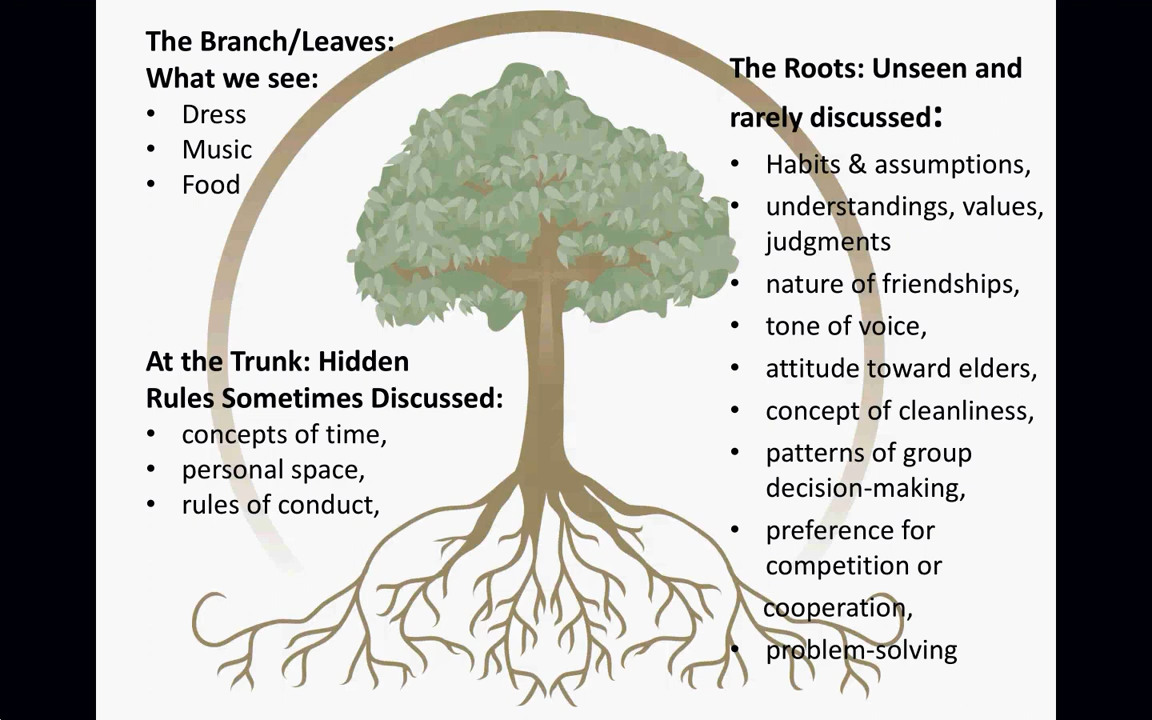 The Branch/Leaves:
What we see:
• Dress
• Music
• Food
At the Trunk: Hidden
Rules Sometimes Discussed:
• concepts of time,
• personal space,
• rules of conduct,
The Roots: Unseen and
rarely discussed:
• Habits & assumptions,
• understandings, values,
judgments
• nature of friendships,
• tone of voice,
• attitude toward elders,
• concept of cleanliness,
• patterns of group
decision-making,
• preference for
competition or
cooperation,
• problem-solving